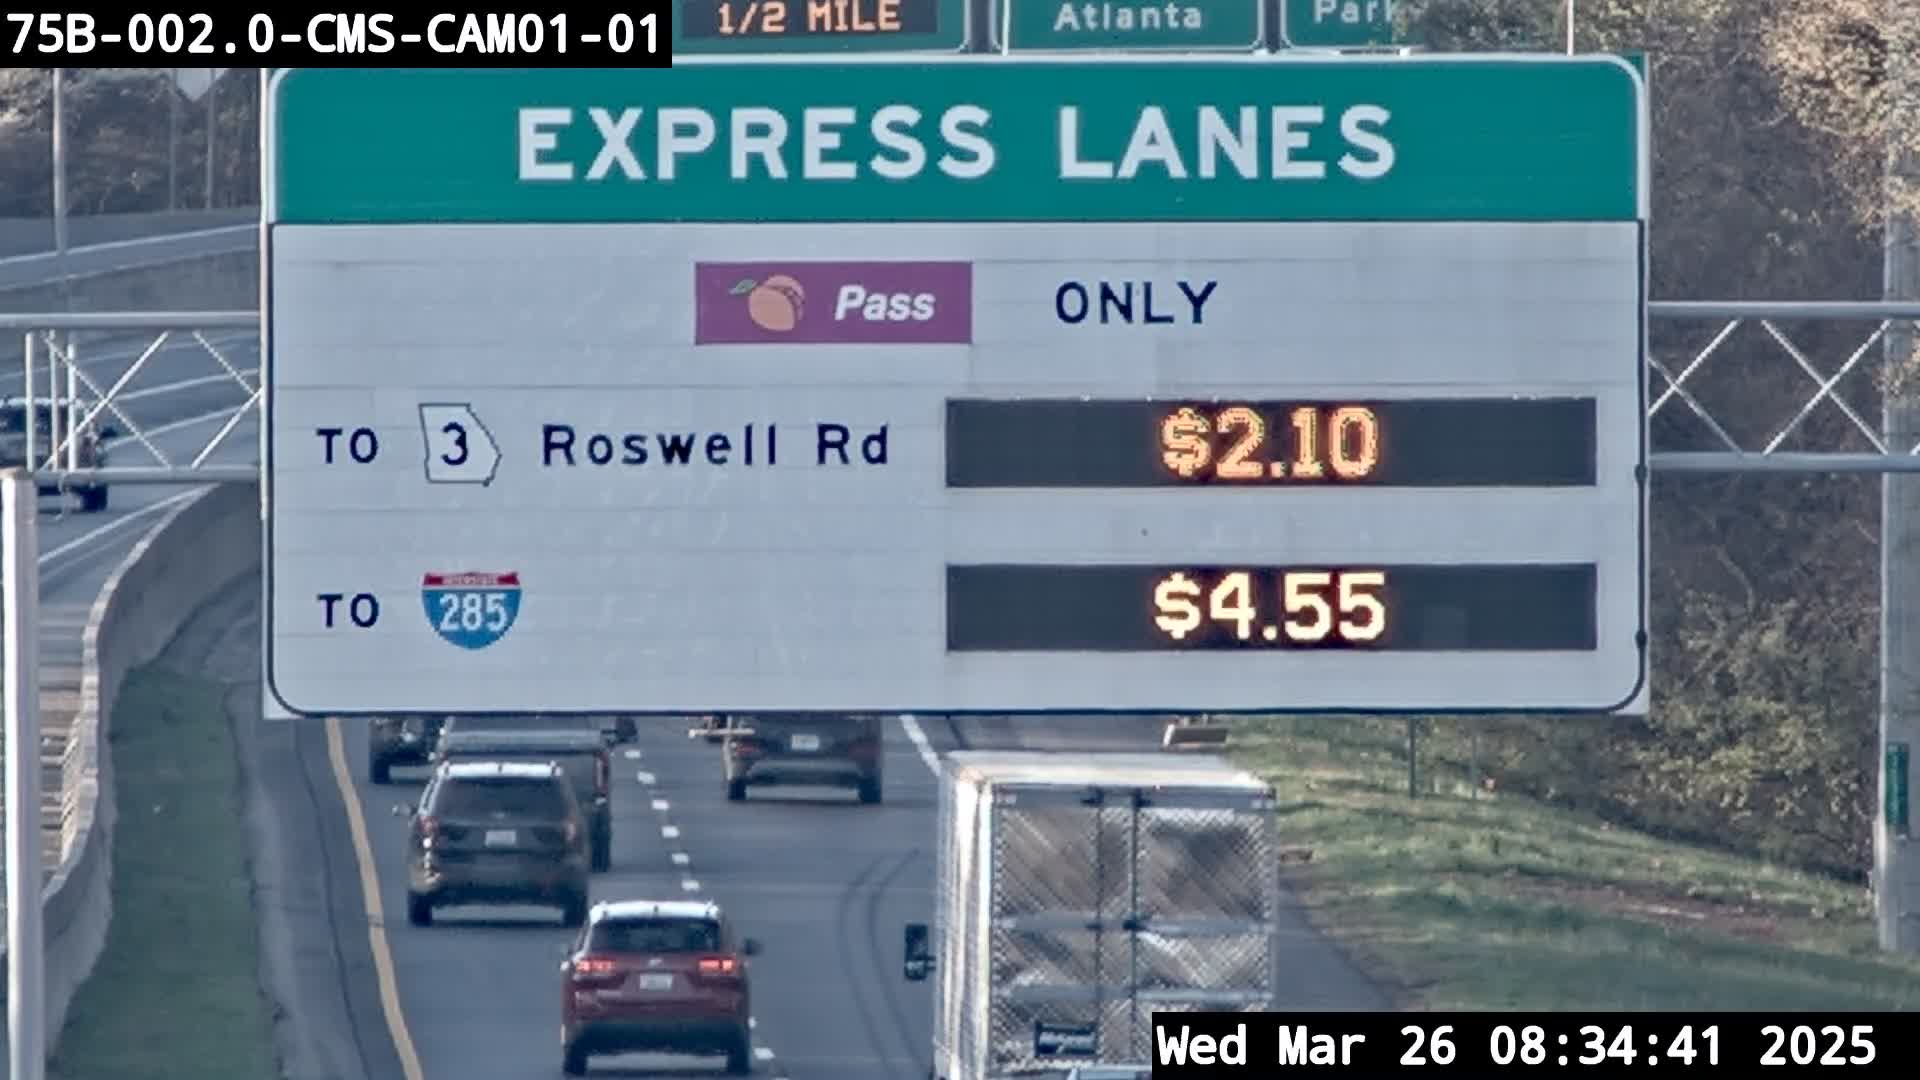 75B-002.0-CMS-CAM01-01
1/2 MILE
Atlanta
EXPRESS LANES
Pass ONLY
TO 3 Roswell Rd $2.10
TO INTERSTATE 285 $4.55
Wed Mar 26 08:34:41 2025